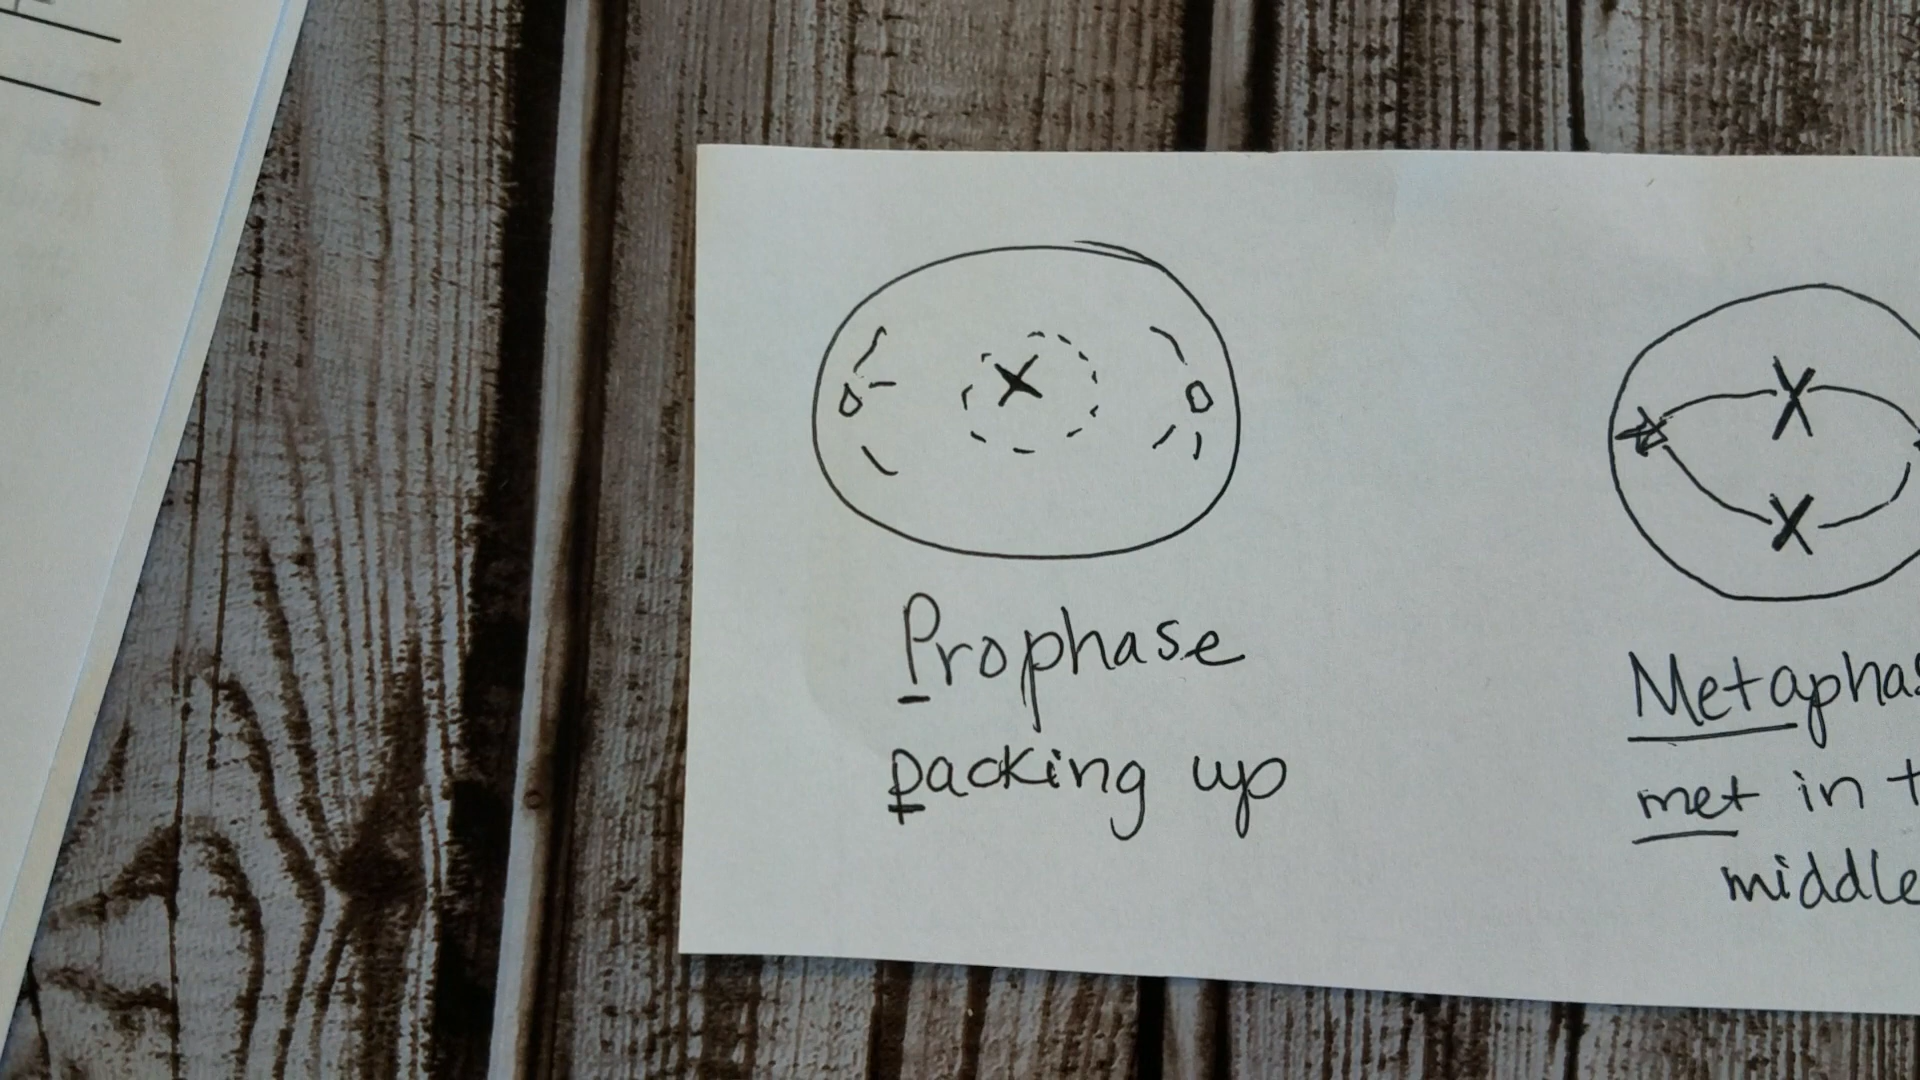 Prophase
packing up
Metaphas
met in t
middle